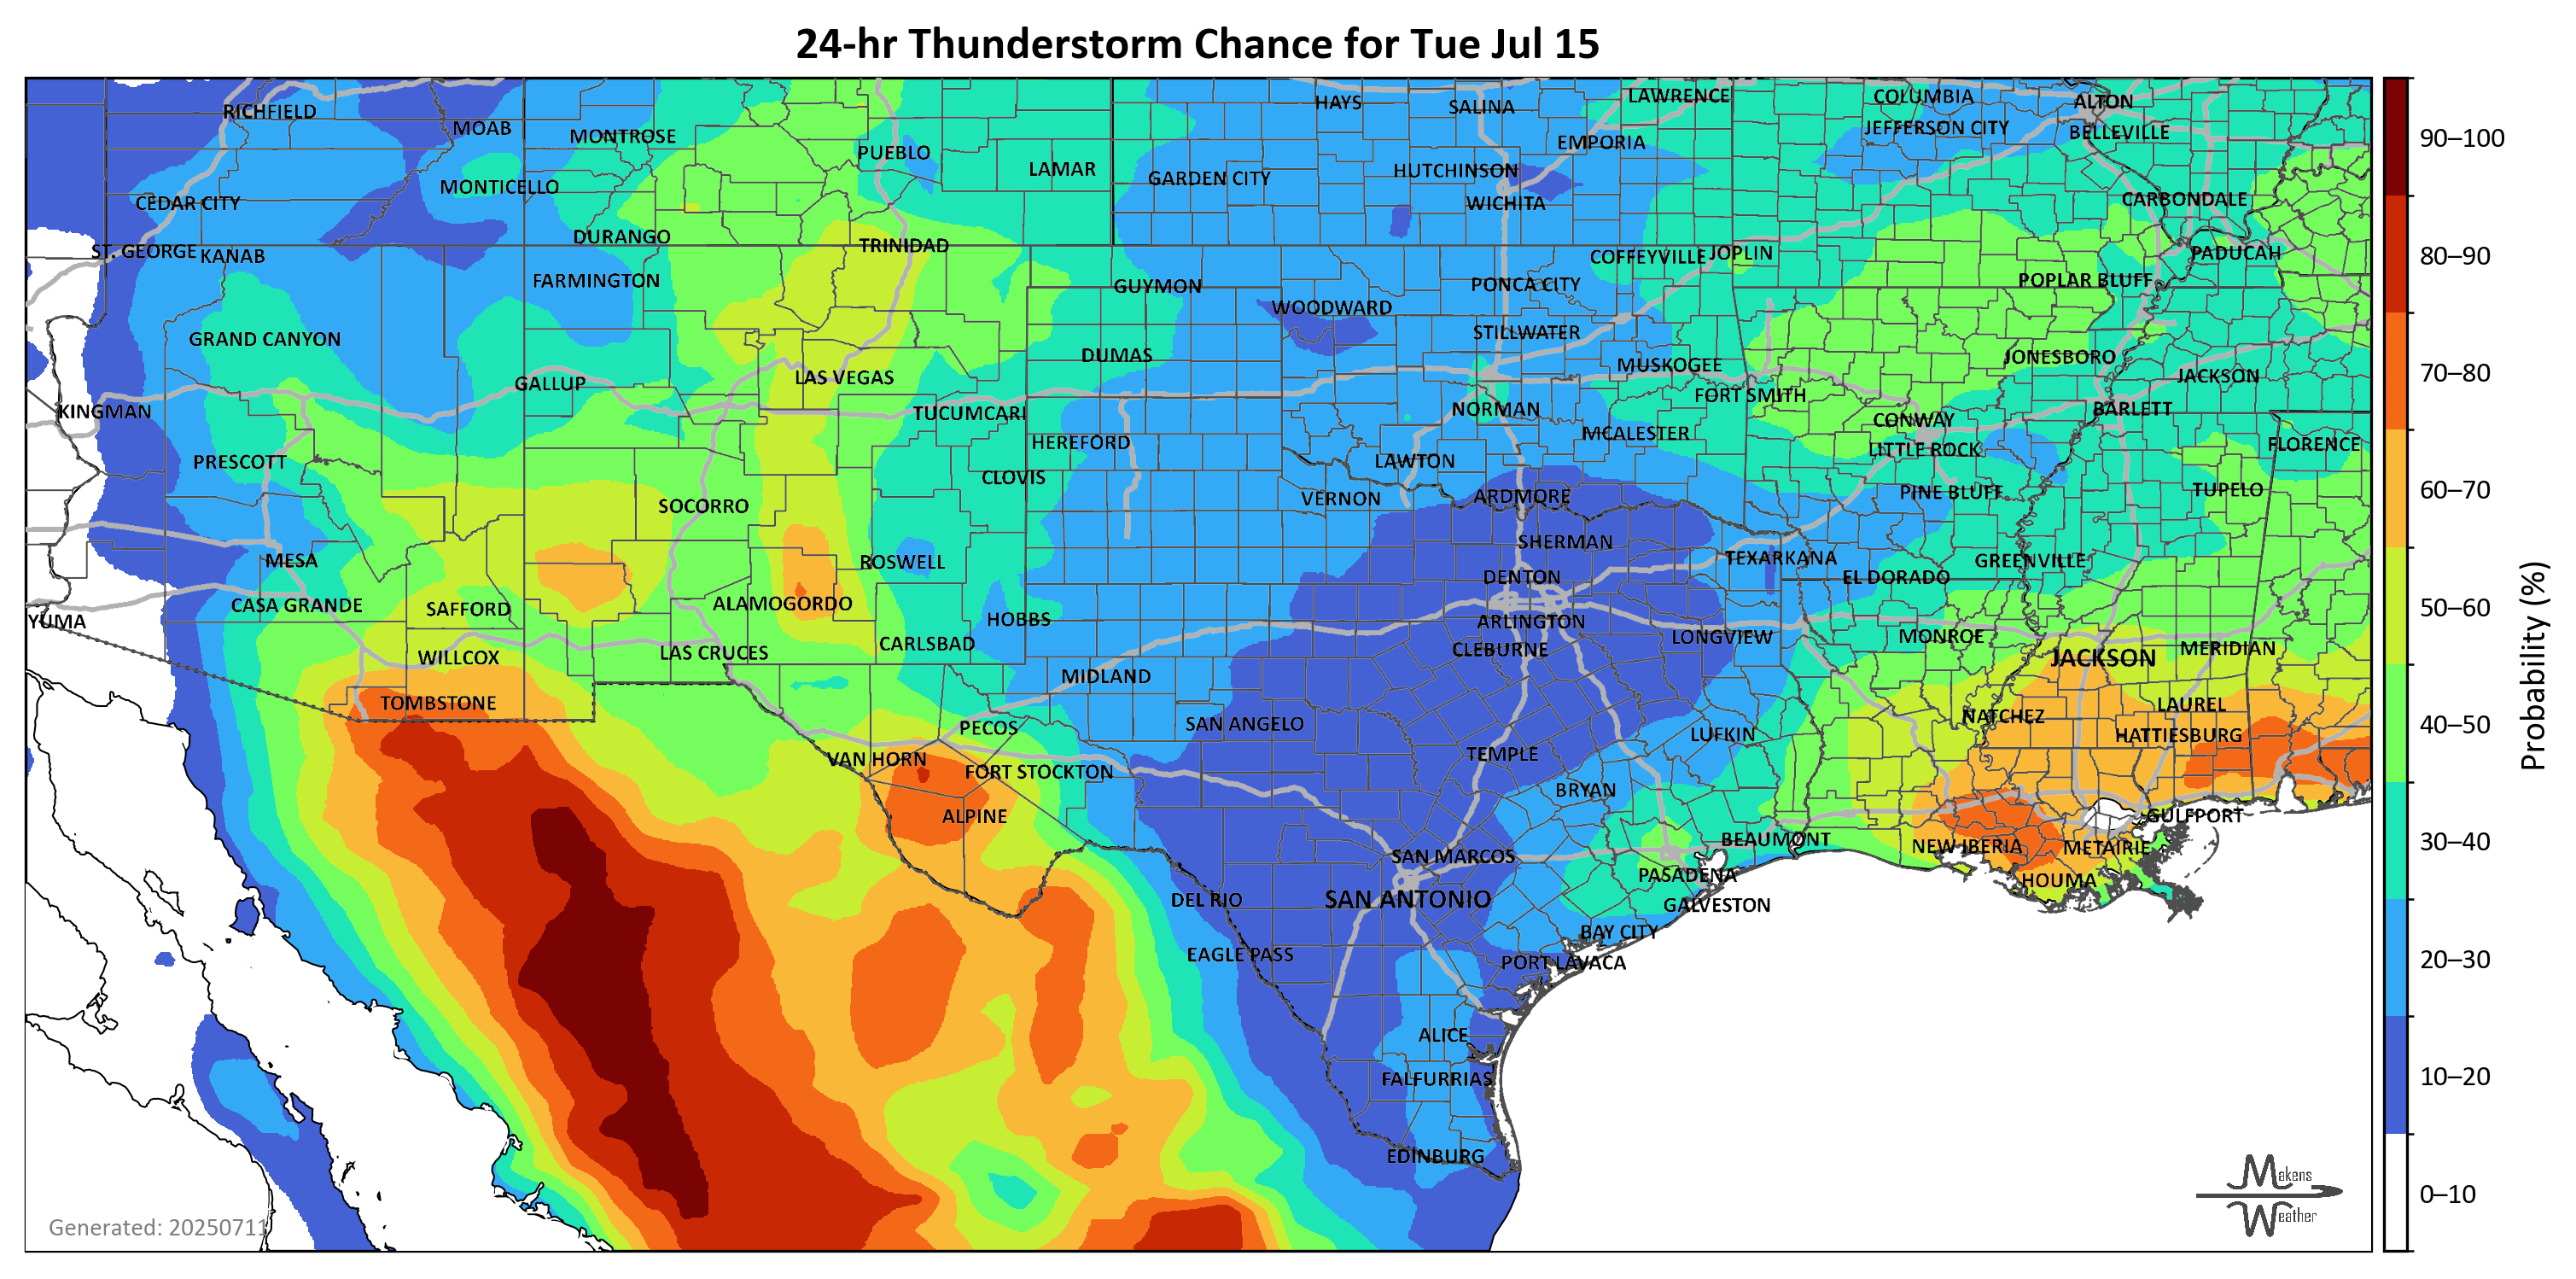 24-hr Thunderstorm Chance for Tue Jul 15
RICHFIELD
MOAB
MONTROSE
PUEBLO
LAMAR
HAYS
SALINA
LAWRENCE
COLUMBIA
ALTON
JEFFERSON CITY
BELLEVILLE
EMPORIA
GARDEN CITY
HUTCHINSON
MONTICELLO
CEDAR CITY
WICHITA
CARBONDALE
DURANGO
TRINIDAD
ST. GEORGE
KANAB
COFFEYVILLE
JOPLIN
PADUCAH
FARMINGTON
GUYMON
PONCA CITY
POPLAR BLUFF
WOODWARD
GRAND CANYON
STILLWATER
DUMAS
MUSKOGEE
JONESBORO
GALLUP
LAS VEGAS
JACKSON
FORT SMITH
KINGMAN
TUCUMCARI
NORMAN
BARLETT
CONWAY
HEREFORD
MCALESTER
LITTLE ROCK
FLORENCE
PRESCOTT
LAWTON
CLOVIS
VERNON
ARDMORE
PINE BLUFF
TUPELO
SOCORRO
SHERMAN
MESA
ROSWELL
TEXARKANA
GREENVILLE
DENTON
EL DORADO
CASA GRANDE
SAFFORD
ALAMOGORDO
YUMA
HOBBS
ARLINGTON
LONGVIEW
MONROE
CARLSBAD
WILLCOX
LAS CRUCES
CLEBURNE
JACKSON
MERIDIAN
MIDLAND
TOMBSTONE
PECOS
SAN ANGELO
NATCHEZ
LAUREL
LUFKIN
HATTIESBURG
VAN HORN
FORT STOCKTON
TEMPLE
BRYAN
ALPINE
GULFPORT
BEAUMONT
NEW IBERIA
METAIRIE
SAN MARCOS
PASADENA
HOUMA
DEL RIO
SAN ANTONIO
GALVESTON
BAY CITY
EAGLE PASS
PORT LAVACA
ALICE
FALFURRIAS
EDINBURG
Generated: 20250711
Makens
Weather
90–100
80–90
70–80
60–70
50–60
40–50
30–40
20–30
10–20
0–10
Probability (%)